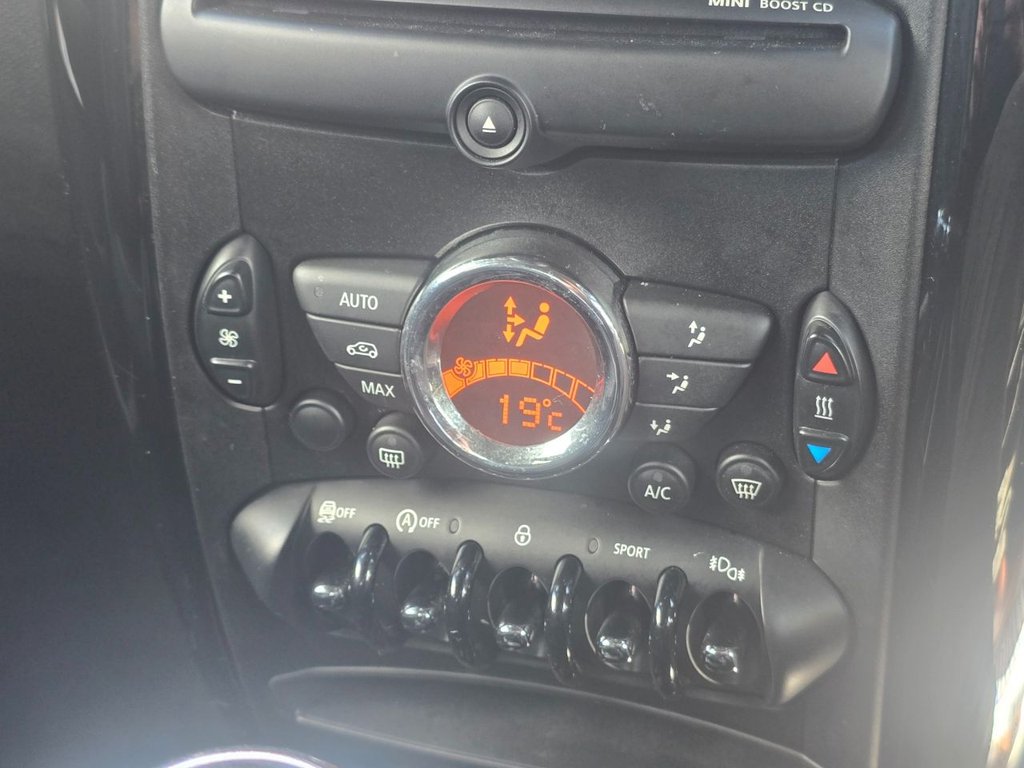 MINI BOOST CD
AUTO
MAX
19°C
A/C
OFF
A OFF
SPORT